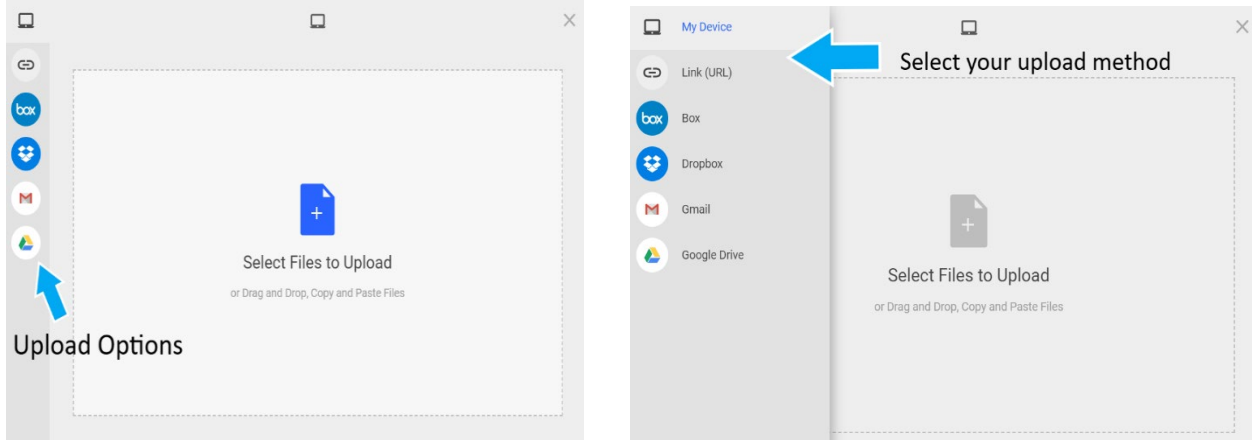 box
Select Files to Upload
or Drag and Drop, Copy and Paste Files
Upload Options
My Device
Select your upload method
Link (URL)
box
Box
Dropbox
Gmail
Google Drive
Select Files to Upload
or Drag and Drop, Copy and Paste Files